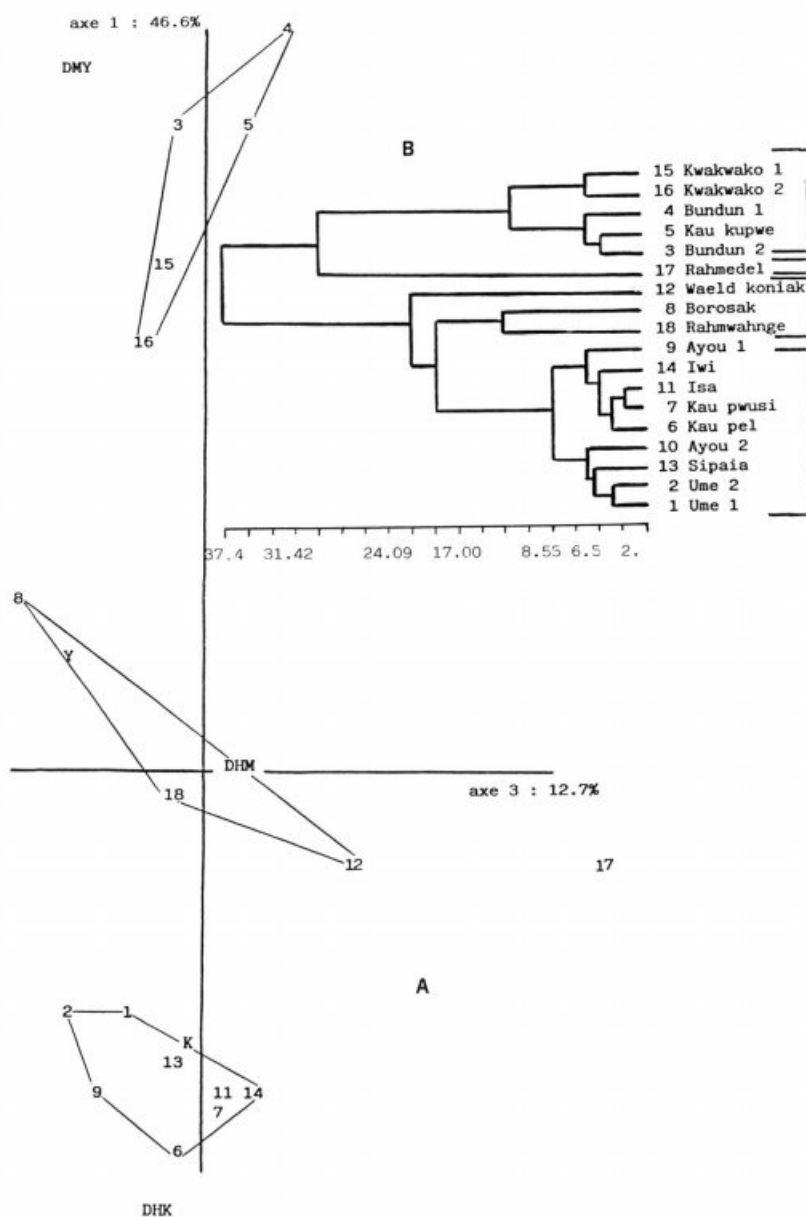 axe 1 : 46.6%
4
DMY
3
5
B
15 Kwakwako 1
16 Kwakwako 2
4 Bundun 1
5 Kau kupwe
3 Bundun 2
17 Rahmedel
12 Waeld koniak
8 Borosak
18 Rahmwahnge
9 Ayou 1
14 Iwi
11 Isa
7 Kau pwusi
6 Kau pel
10 Ayou 2
13 Sipaia
2 Ume 2
1 Ume 1
15
16
37.4 31.42 24.09 17.00 8.55 6.5 2.
8
Y
DHM
axe 3 : 12.7%
18
12
17
A
2
1
K
13
9
11 14
7
6
DHK